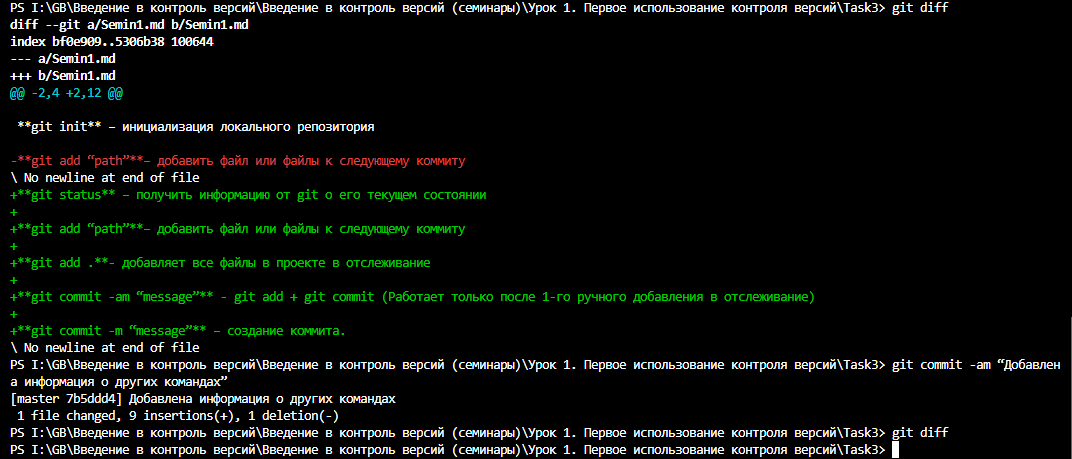 PS I:\GB\Введение в контроль версий\Введение в контроль версий (семинары)\Урок 1. Первое использование контроля версий\Task3> git diff
diff --git a/Semin1.md b/Semin1.md
index bf0e909..5306b38 100644
--- a/Semin1.md
+++ b/Semin1.md
@@ -2,4 +2,12 @@
 **git init** – инициализация локального репозитория
-**git add “path”**– добавить файл или файлы к следующему коммиту
\ No newline at end of file
+**git status** – получить информацию от git о его текущем состоянии
+
+**git add “path”**– добавить файл или файлы к следующему коммиту
+
+**git add .**- добавляет все файлы в проекте в отслеживание
+
+**git commit -am “message”** - git add + git commit (Работает только после 1-го ручного добавления в отслеживание)
+
+**git commit -m “message”** – создание коммита.
\ No newline at end of file
PS I:\GB\Введение в контроль версий\Введение в контроль версий (семинары)\Урок 1. Первое использование контроля версий\Task3> git commit -am “Добавлен
а информация о других командах”
[master 7b5ddd4] Добавлена информация о других командах
 1 file changed, 9 insertions(+), 1 deletion(-)
PS I:\GB\Введение в контроль версий\Введение в контроль версий (семинары)\Урок 1. Первое использование контроля версий\Task3> git diff
PS I:\GB\Введение в контроль версий\Введение в контроль версий (семинары)\Урок 1. Первое использование контроля версий\Task3>